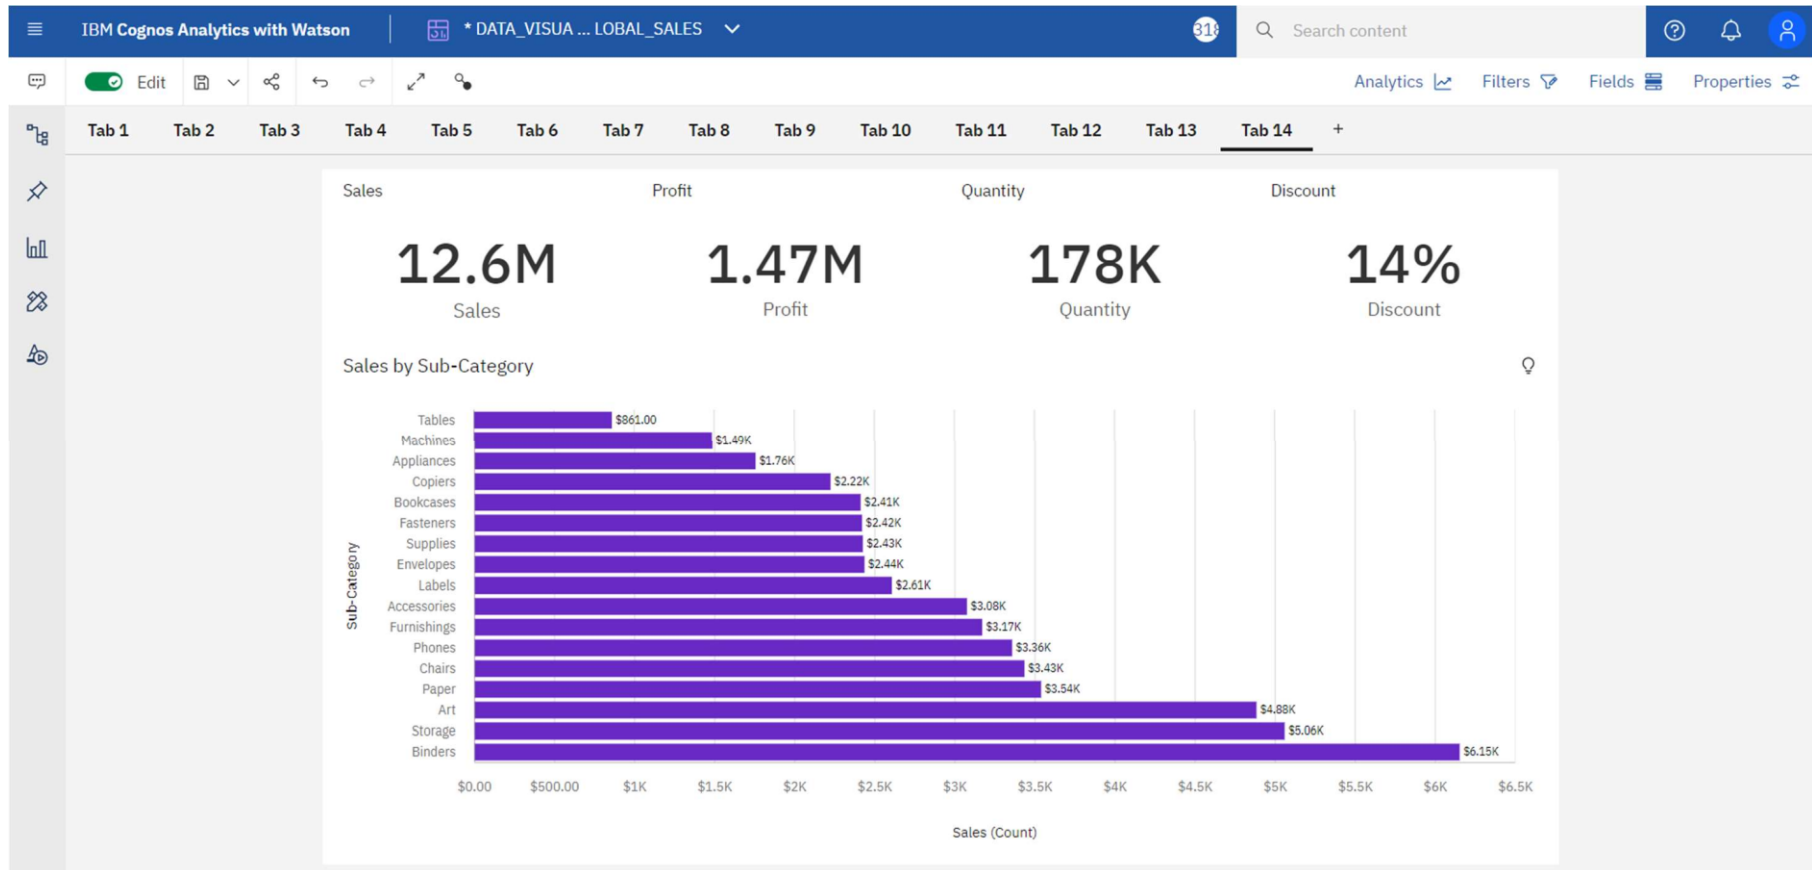 IBM Cognos Analytics with Watson
* DATA_VISUA ... LOBAL_SALES
Search content
Edit
Analytics
Filters
Fields
Properties
Tab 1
Tab 2
Tab 3
Tab 4
Tab 5
Tab 6
Tab 7
Tab 8
Tab 9
Tab 10
Tab 11
Tab 12
Tab 13
Tab 14
+
Sales
Profit
Quantity
Discount
12.6M
Sales
1.47M
Profit
178K
Quantity
14%
Discount
Sales by Sub-Category
Sub-Category
Tables $861.00
Machines $1.49K
Appliances $1.76K
Copiers $2.22K
Bookcases $2.41K
Fasteners $2.42K
Supplies $2.43K
Envelopes $2.44K
Labels $2.61K
Accessories $3.08K
Furnishings $3.17K
Phones $3.36K
Chairs $3.43K
Paper $3.54K
Art $4.88K
Storage $5.06K
Binders $6.15K
$0.00 $500.00 $1K $1.5K $2K $2.5K $3K $3.5K $4K $4.5K $5K $5.5K $6K $6.5K
Sales (Count)